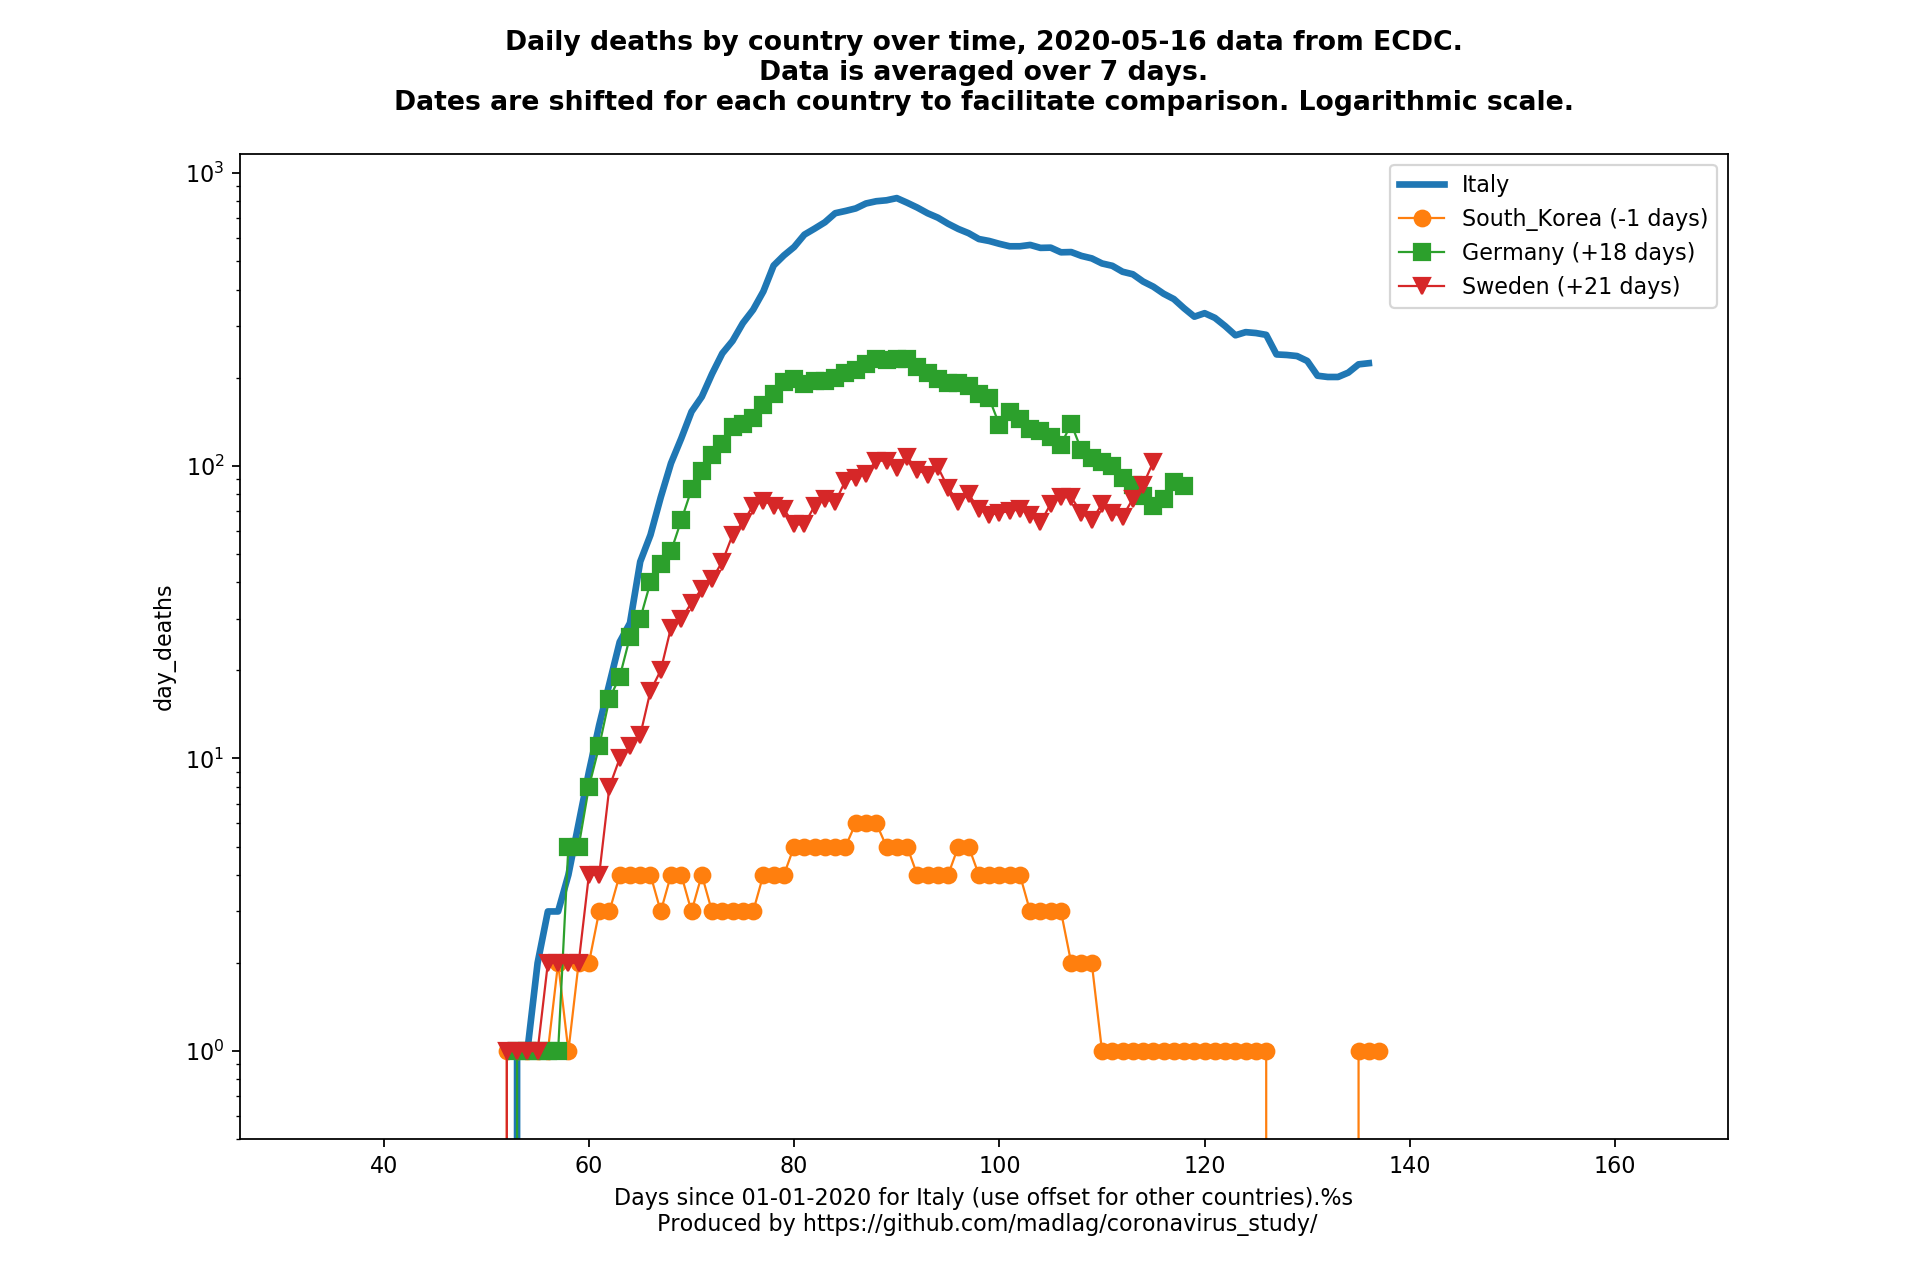 Daily deaths by country over time, 2020-05-16 data from ECDC.
Data is averaged over 7 days.
Dates are shifted for each country to facilitate comparison. Logarithmic scale.
Italy
South_Korea (-1 days)
Germany (+18 days)
Sweden (+21 days)
day_deaths
10³
10²
10¹
10⁰
40 60 80 100 120 140 160
Days since 01-01-2020 for Italy (use offset for other countries).%s
Produced by https://github.com/madlag/coronavirus_study/